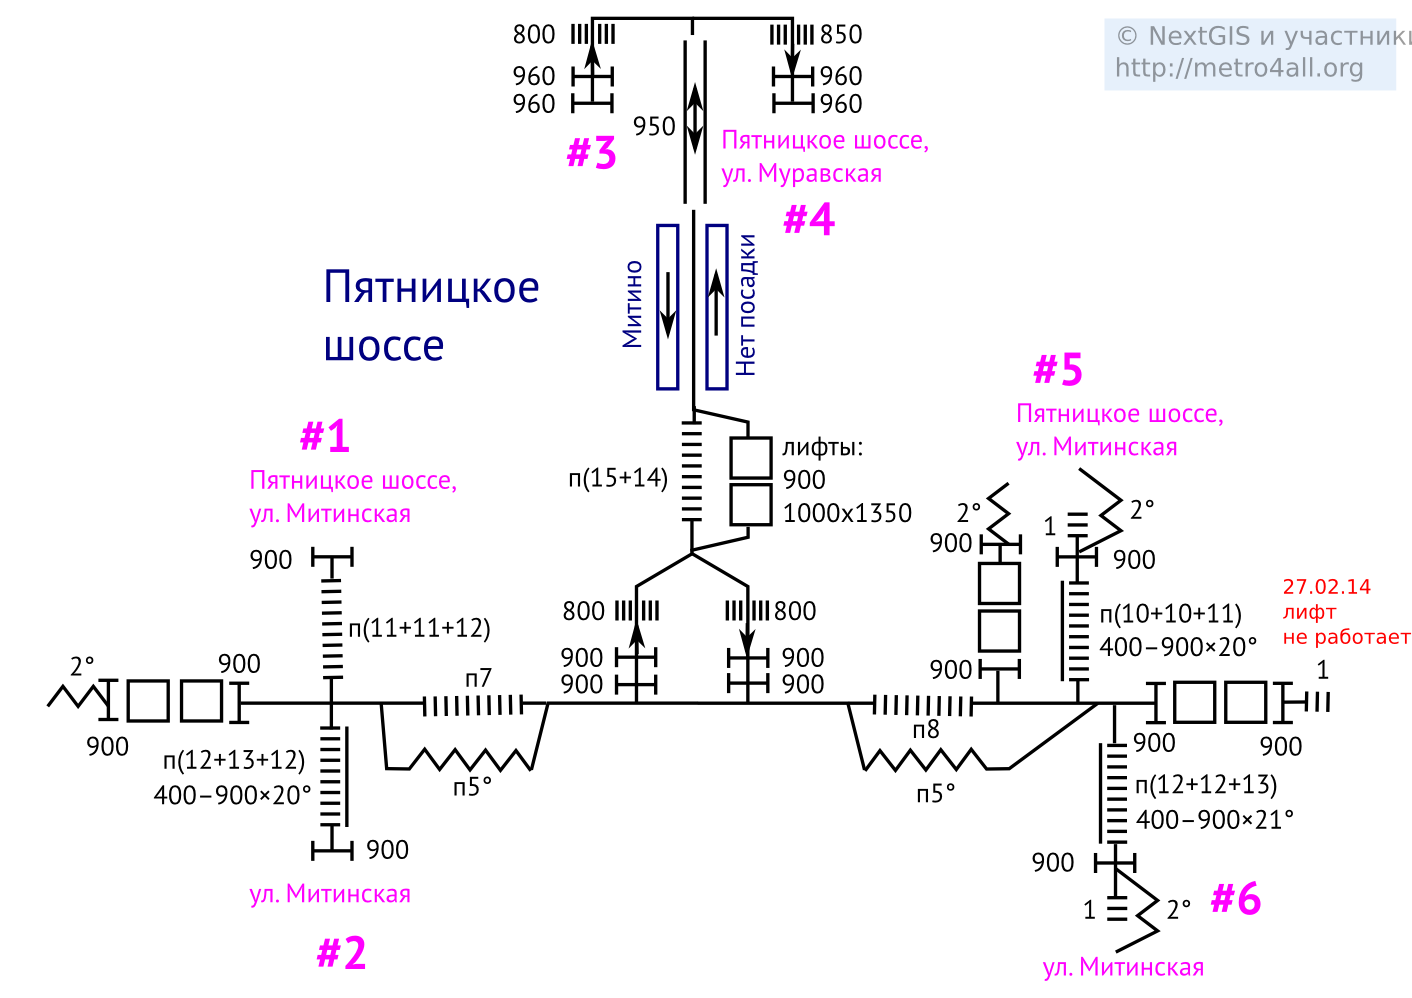 © NextGIS и участники
http://metro4all.org
800
960
960
#3
850
960
960
950
Пятницкое шоссе,
ул. Муравская
#4
Пятницкое
шоссе
Митино
Нет посадки
#1
Пятницкое шоссе,
ул. Митинская
900
п(11+11+12)
2°
900
900
п(12+13+12)
400–900×20°
900
ул. Митинская
#2
п7
п5°
п(15+14)
лифты:
900
1000х1350
800
900
900
800
900
900
#5
Пятницкое шоссе,
ул. Митинская
2°
900
900
1
2°
900
п(10+10+11)
400–900×20°
27.02.14
лифт
не работает
1
п8
п5°
900
900
п(12+12+13)
400–900×21°
900
1
2°
#6
ул. Митинская